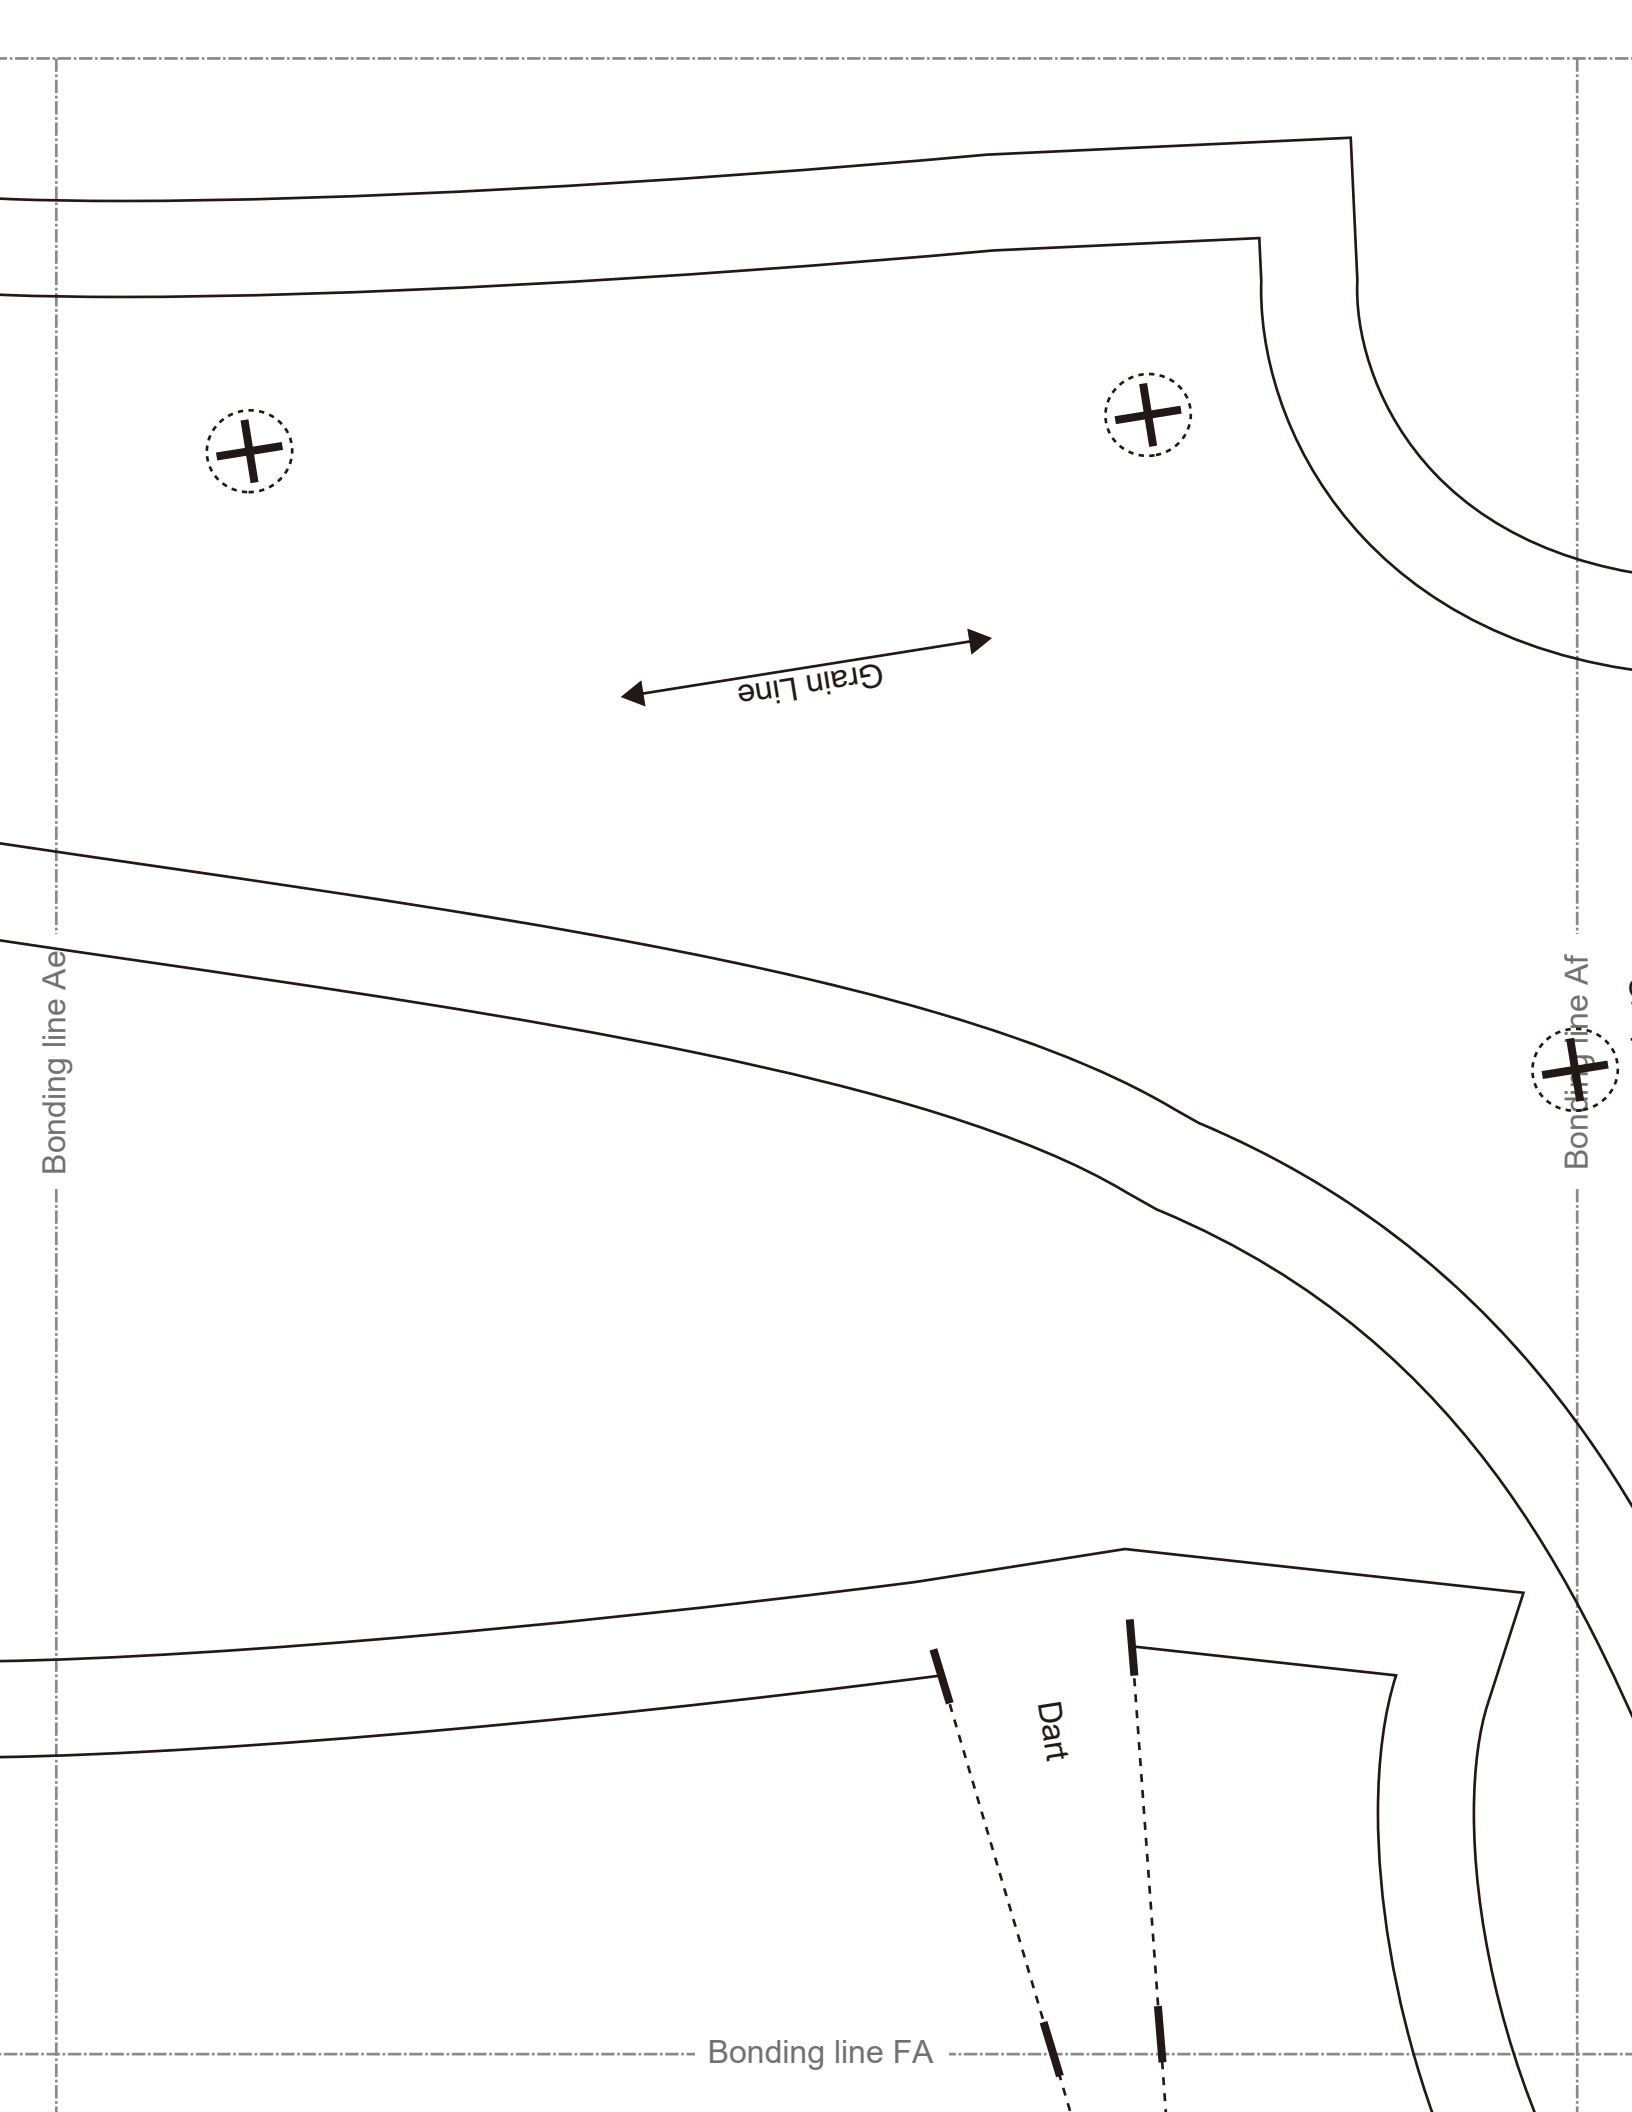 Grain Line
Bonding line Ae
Bonding line Af
Dart
Bonding line FA